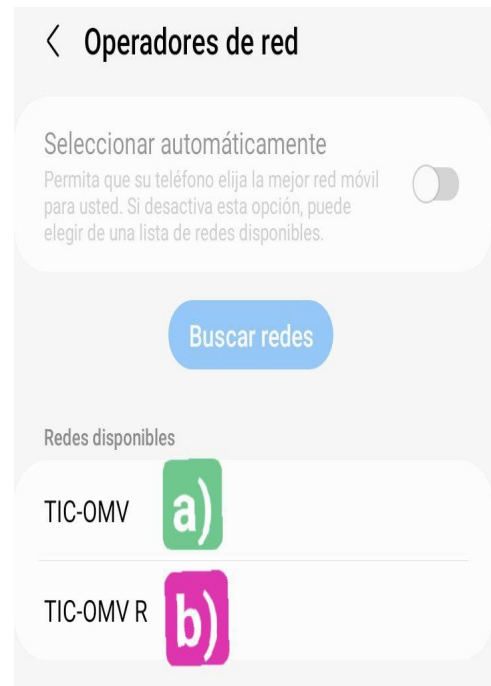 Operadores de red
Seleccionar automáticamente
Permita que su teléfono elija la mejor red móvil
para usted. Si desactiva esta opción, puede
elegir de una lista de redes disponibles.
Buscar redes
Redes disponibles
TIC-OMV a)
TIC-OMV R b)